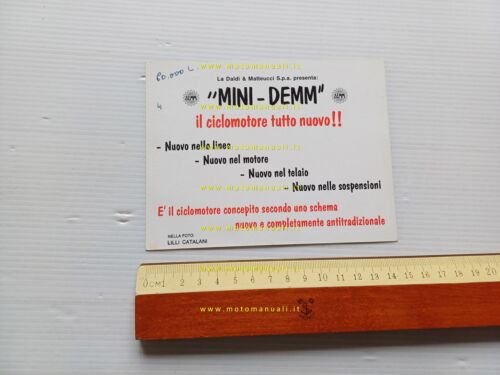 80.000 L.
4
La Daldi & Matteucci S.p.a. presenta:
"MINI-DEMM"
il ciclomotore tutto nuovo!!
- Nuovo nella linea
- Nuovo nel motore
- Nuovo nel telaio
- Nuovo nelle sospensioni
E' il ciclomotore concepito secondo uno schema
nuovo e completamente antitradizionale
NELLA FOTO:
LILLI CATALANI
www.motomanuali.it
www.motomanuali.it
www.motomanuali.it
www.motomanuali.it
0 CM 1 2 3 4 5 6 7 8 9 10 11 12 13 14 15 16 17 18 19 20
www.motomanuali.it